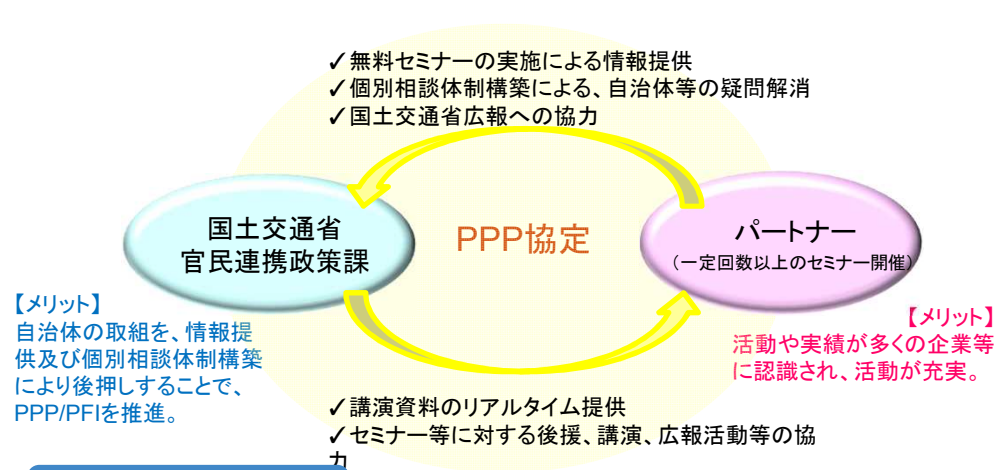 ✓無料セミナーの実施による情報提供
✓個別相談体制構築による、自治体等の疑問解消
✓国土交通省広報への協力
国土交通省
官民連携政策課
PPP協定
パートナー
（一定回数以上のセミナー開催）
【メリット】
自治体の取組を、情報提
供及び個別相談体制構築
により後押しすることで、
PPP/PFIを推進。
【メリット】
活動や実績が多くの企業等
に認識され、活動が充実。
✓講演資料のリアルタイム提供
✓セミナー等に対する後援、講演、広報活動等の協
力